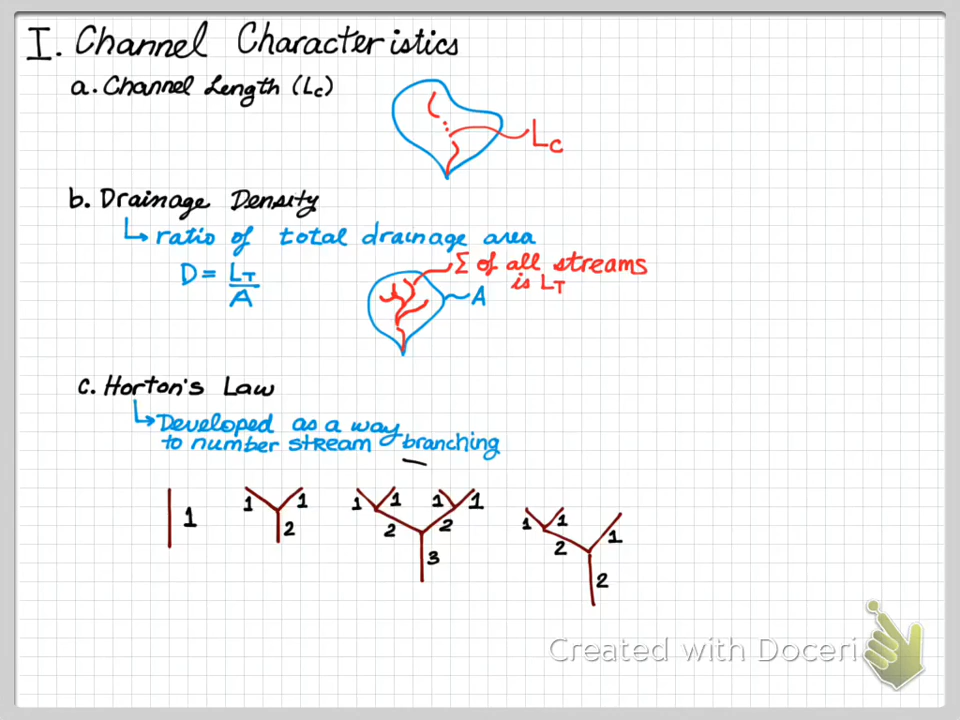 I. Channel Characteristics
a. Channel Length (Lc)
Lc
b. Drainage Density
↳ ratio of total drainage area
D = LT
A
Σ of all streams
is LT
A
c. Horton's Law
↳ Developed as a way
to number stream branching
1
1 1
2
1 1 1 1
2 2
3
1 1
2 1
2
Created with Doceri